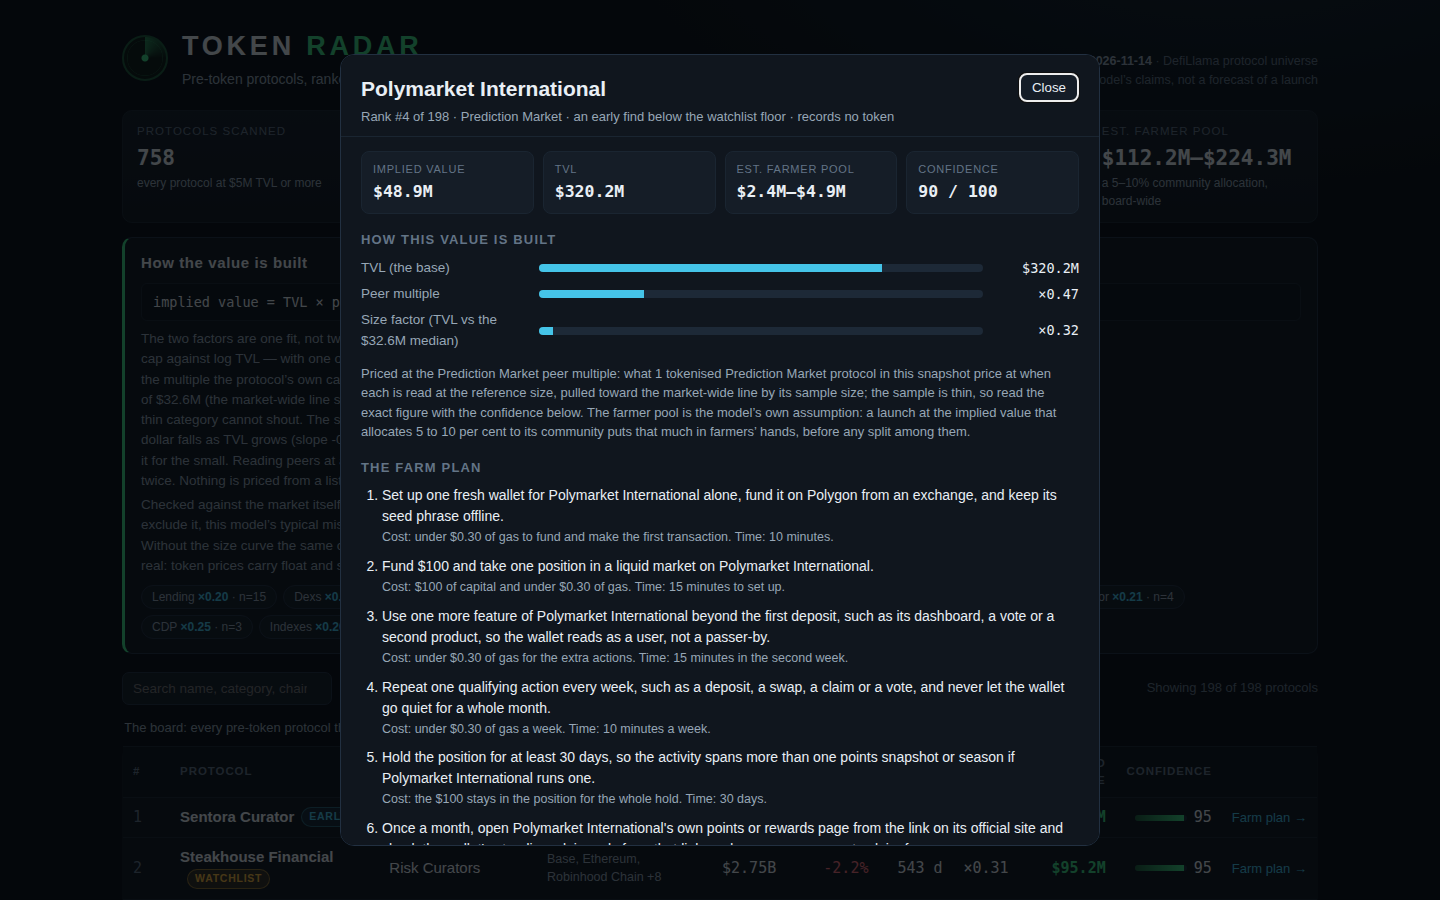 TOKEN RADAR
Pre-token protocols, ranke
026-11-14 · DefiLlama protocol universe
odel's claims, not a forecast of a launch
PROTOCOLS SCANNED
758
every protocol at $5M TVL or more
EST. FARMER POOL
$112.2M–$224.3M
a 5–10% community allocation,
board-wide
How the value is built
implied value = TVL × p
The two factors are one fit, not tw
cap against log TVL — with one c
the multiple the protocol's own ca
of $32.6M (the market-wide line s
thin category cannot shout. The s
dollar falls as TVL grows (slope -0
it for the small. Reading peers at
twice. Nothing is priced from a list
Checked against the market itself
exclude it, this model's typical mis
Without the size curve the same c
real: token prices carry float and s
Lending ×0.20 · n=15
Dexs ×0.
or ×0.21 · n=4
CDP ×0.25 · n=3
Indexes ×0.2
Search name, category, chain
Showing 198 of 198 protocols
The board: every pre-token protocol th
Polymarket International
Close
Rank #4 of 198 · Prediction Market · an early find below the watchlist floor · records no token
IMPLIED VALUE
$48.9M
TVL
$320.2M
EST. FARMER POOL
$2.4M–$4.9M
CONFIDENCE
90 / 100
HOW THIS VALUE IS BUILT
TVL (the base)
$320.2M
Peer multiple
×0.47
Size factor (TVL vs the
$32.6M median)
×0.32
Priced at the Prediction Market peer multiple: what 1 tokenised Prediction Market protocol in this snapshot price at when
each is read at the reference size, pulled toward the market-wide line by its sample size; the sample is thin, so read the
exact figure with the confidence below. The farmer pool is the model's own assumption: a launch at the implied value that
allocates 5 to 10 per cent to its community puts that much in farmers' hands, before any split among them.
THE FARM PLAN
1. Set up one fresh wallet for Polymarket International alone, fund it on Polygon from an exchange, and keep its
seed phrase offline.
Cost: under $0.30 of gas to fund and make the first transaction. Time: 10 minutes.
2. Fund $100 and take one position in a liquid market on Polymarket International.
Cost: $100 of capital and under $0.30 of gas. Time: 15 minutes to set up.
3. Use one more feature of Polymarket International beyond the first deposit, such as its dashboard, a vote or a
second product, so the wallet reads as a user, not a passer-by.
Cost: under $0.30 of gas for the extra actions. Time: 15 minutes in the second week.
4. Repeat one qualifying action every week, such as a deposit, a swap, a claim or a vote, and never let the wallet
go quiet for a whole month.
Cost: under $0.30 of gas a week. Time: 10 minutes a week.
5. Hold the position for at least 30 days, so the activity spans more than one points snapshot or season if
Polymarket International runs one.
Cost: the $100 stays in the position for the whole hold. Time: 30 days.
6. Once a month, open Polymarket International's own points or rewards page from the link on its official site and
#
PROTOCOL
CONFIDENCE
1
Sentora Curator
EARL
95
Farm plan →
2
Steakhouse Financial
WATCHLIST
Risk Curators
Base, Ethereum,
Robinhood Chain +8
$2.75B
-2.2%
543 d
×0.31
$95.2M
95
Farm plan →